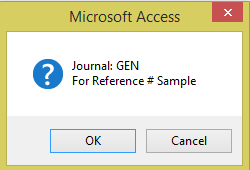 Microsoft Access
Journal: GEN
For Reference # Sample
OK
Cancel